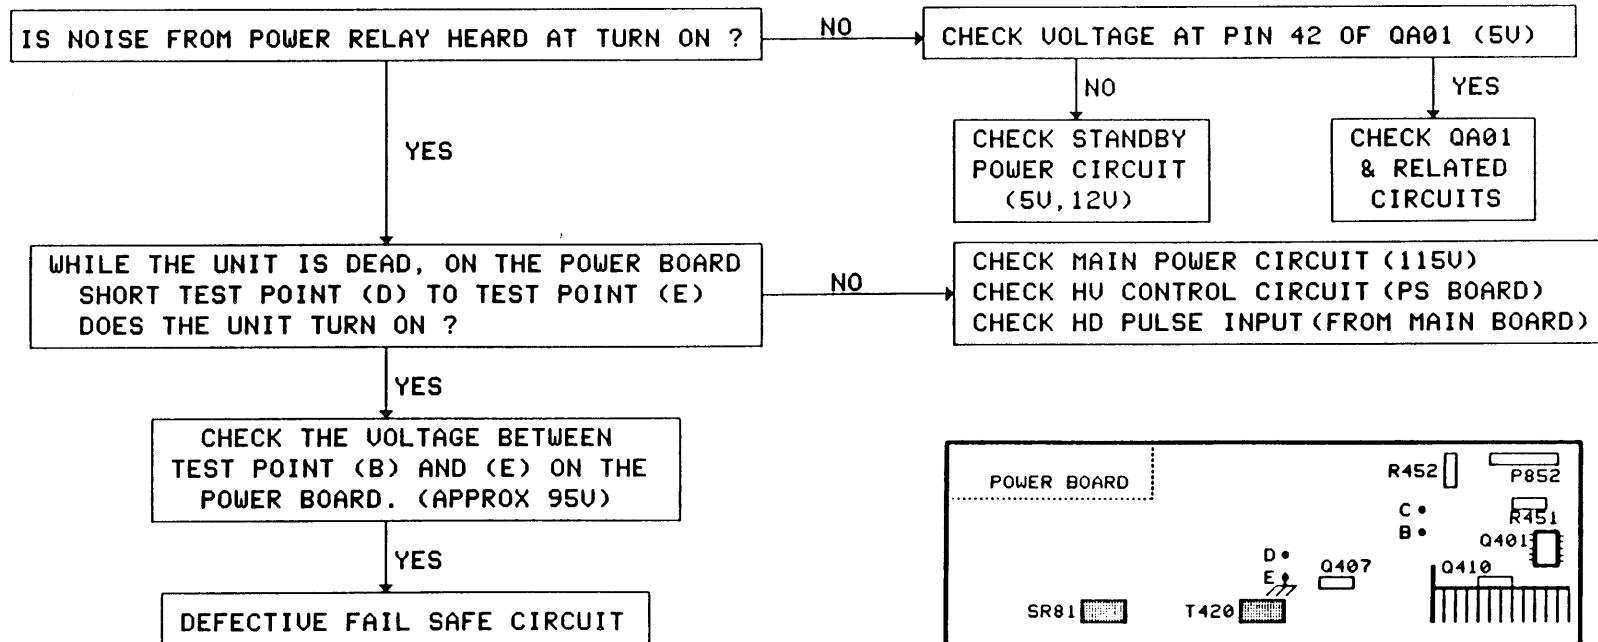 IS NOISE FROM POWER RELAY HEARD AT TURN ON ?
NO
CHECK VOLTAGE AT PIN 42 OF QA01 (5V)
NO
YES
CHECK STANDBY
POWER CIRCUIT
(5V,12V)
CHECK QA01
& RELATED
CIRCUITS
YES
WHILE THE UNIT IS DEAD, ON THE POWER BOARD
SHORT TEST POINT (D) TO TEST POINT (E)
DOES THE UNIT TURN ON ?
NO
CHECK MAIN POWER CIRCUIT (115V)
CHECK HV CONTROL CIRCUIT (PS BOARD)
CHECK HD PULSE INPUT (FROM MAIN BOARD)
YES
CHECK THE VOLTAGE BETWEEN
TEST POINT (B) AND (E) ON THE
POWER BOARD. (APPROX 95V)
YES
DEFECTIVE FAIL SAFE CIRCUIT
POWER BOARD
R452
P852
C
R451
B
Q401
D
E
Q407
Q410
SR81
T420